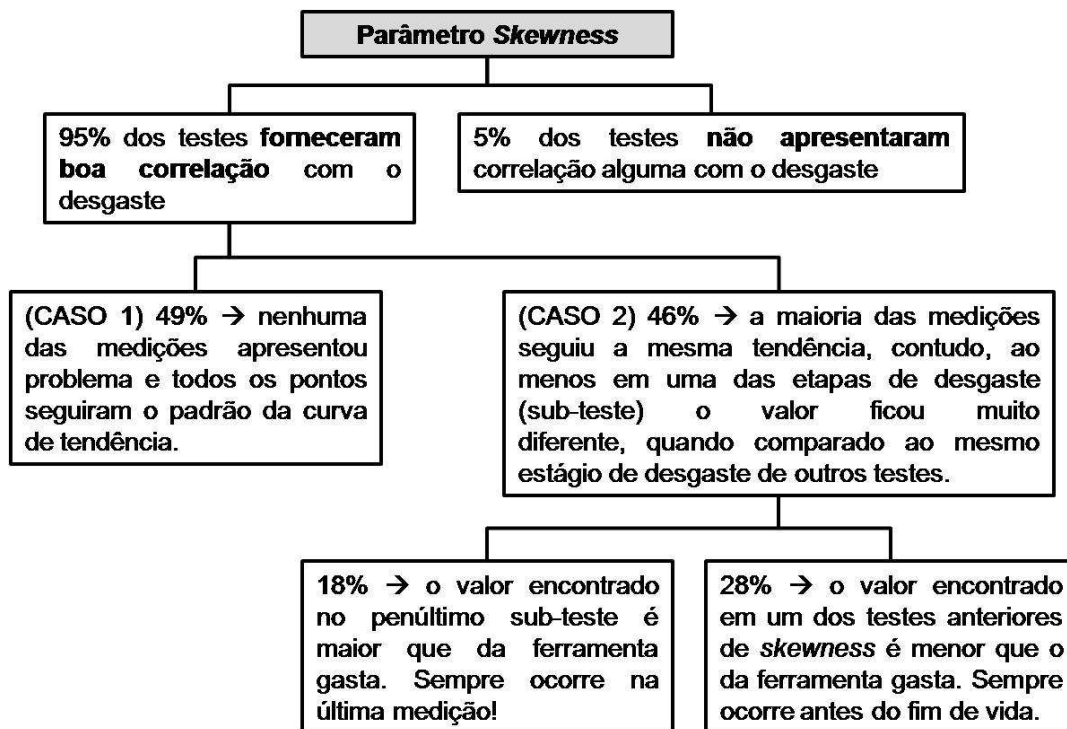 Parâmetro Skewness
95% dos testes forneceram
boa correlação com o
desgaste
5% dos testes não apresentaram
correlação alguma com o desgaste
(CASO 1) 49% → nenhuma
das medições apresentou
problema e todos os pontos
seguiram o padrão da curva
de tendência.
(CASO 2) 46% → a maioria das medições
seguiu a mesma tendência, contudo, ao
menos em uma das etapas de desgaste
(sub-teste) o valor ficou muito
diferente, quando comparado ao mesmo
estágio de desgaste de outros testes.
18% → o valor encontrado
no penúltimo sub-teste é
maior que da ferramenta
gasta. Sempre ocorre na
última medição!
28% → o valor encontrado
em um dos testes anteriores
de skewness é menor que o
da ferramenta gasta. Sempre
ocorre antes do fim de vida.